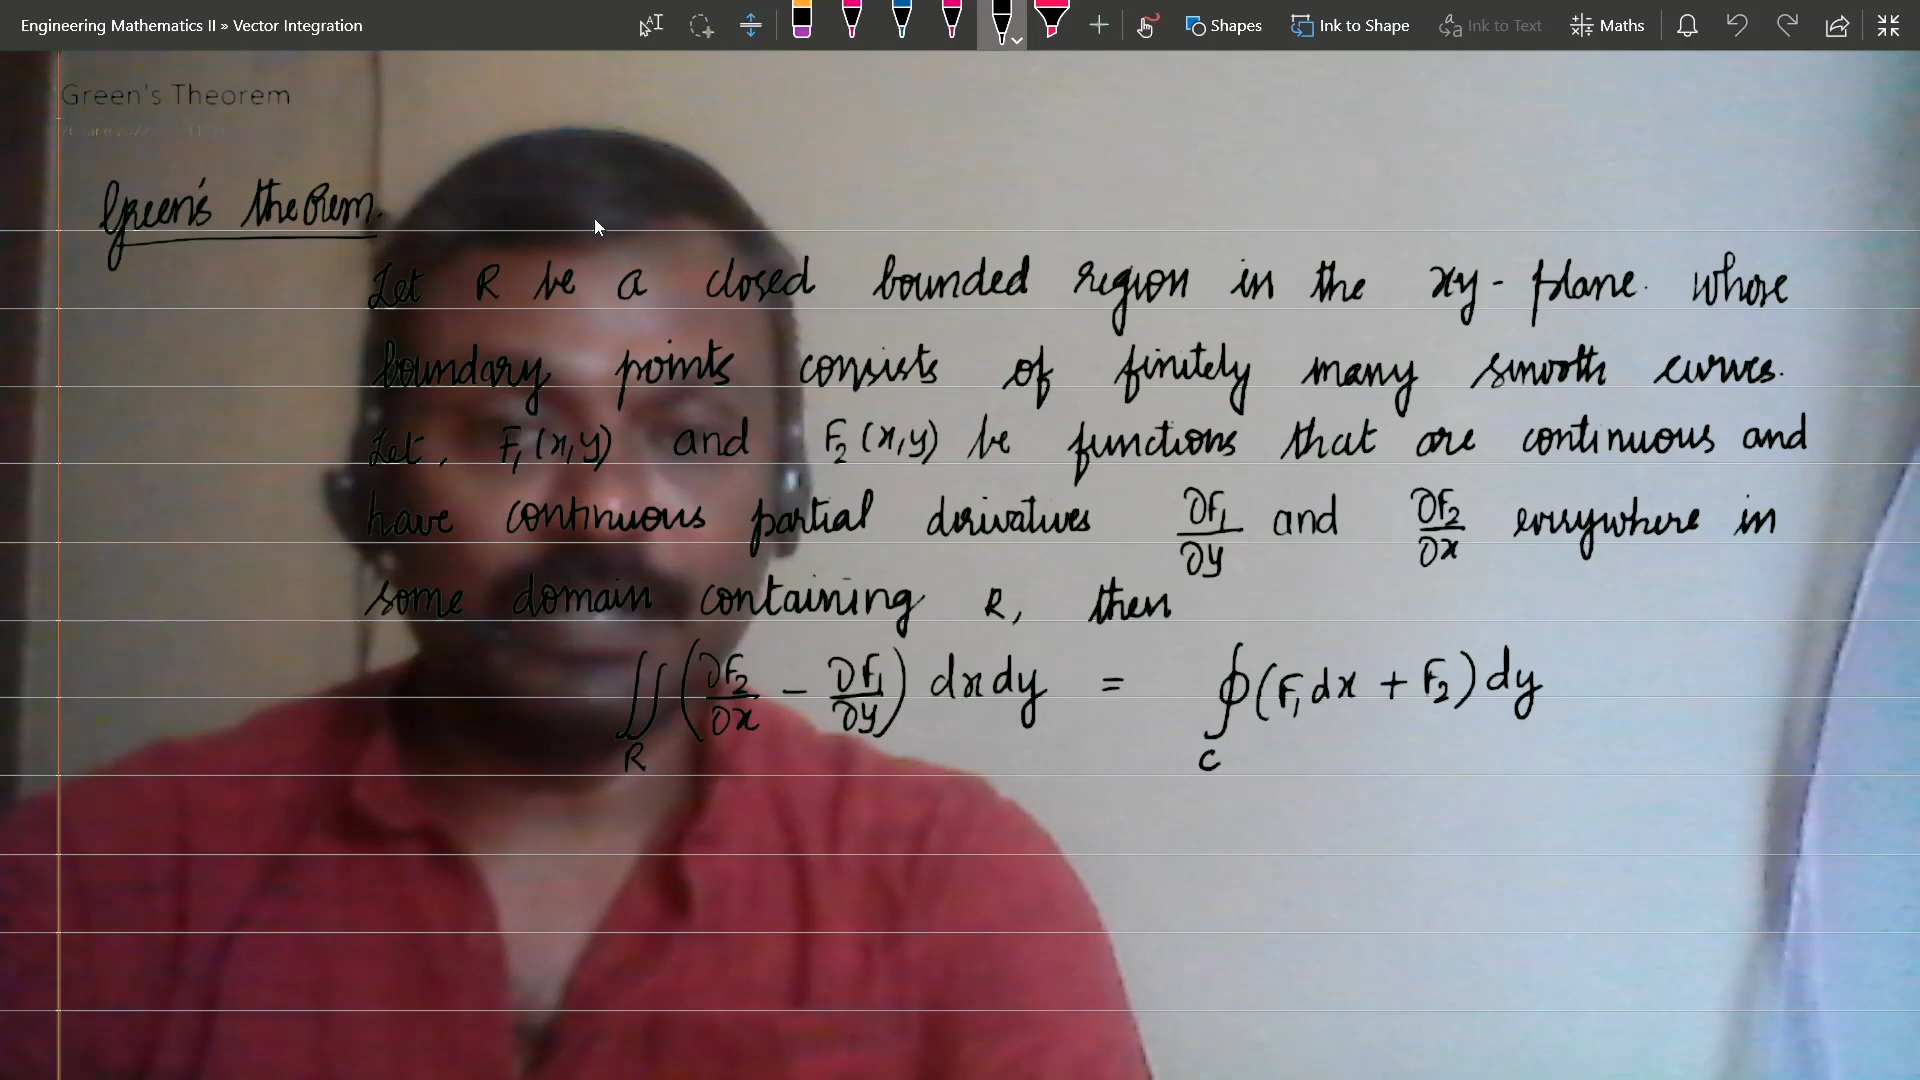 Engineering Mathematics II » Vector Integration
Shapes
Ink to Shape
Ink to Text
Maths
Green's Theorem
Green's theorem.
Let R be a closed bounded region in the xy-plane. whose
boundary points consists of finitely many smooth curves.
Let, F₁(x,y) and F₂(x,y) be functions that are continuous and
have continuous partial derivatives ∂F₁/∂y and ∂F₂/∂x everywhere in
some domain containing R, then
∬_R (∂F₂/∂x − ∂F₁/∂y) dxdy = ∮_C (F₁dx + F₂) dy